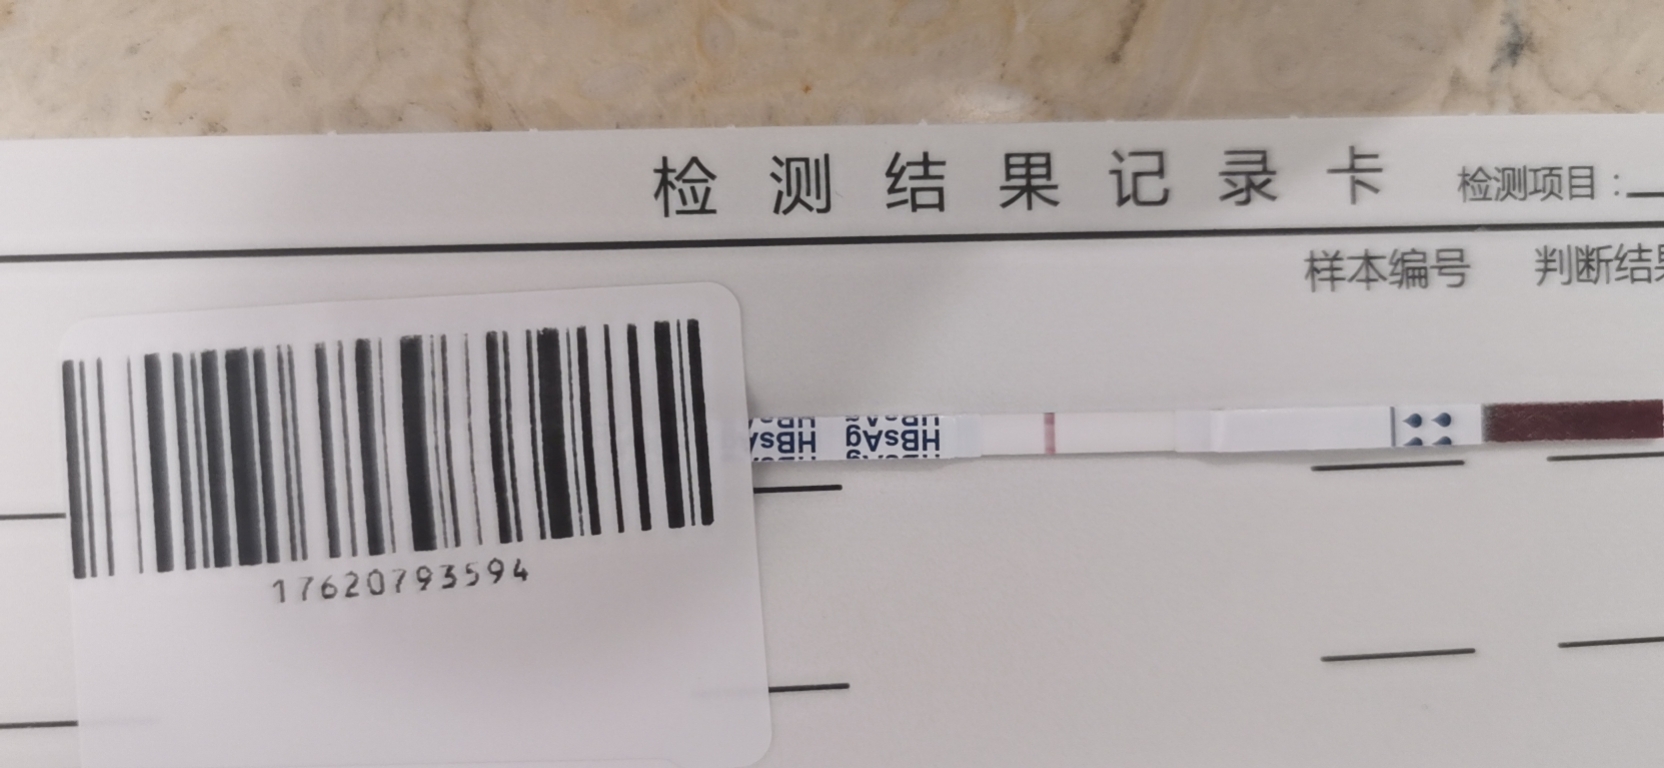 检测结果记录卡
检测项目：
样本编号 判断结果
HBsAg HBsAg
17620793594